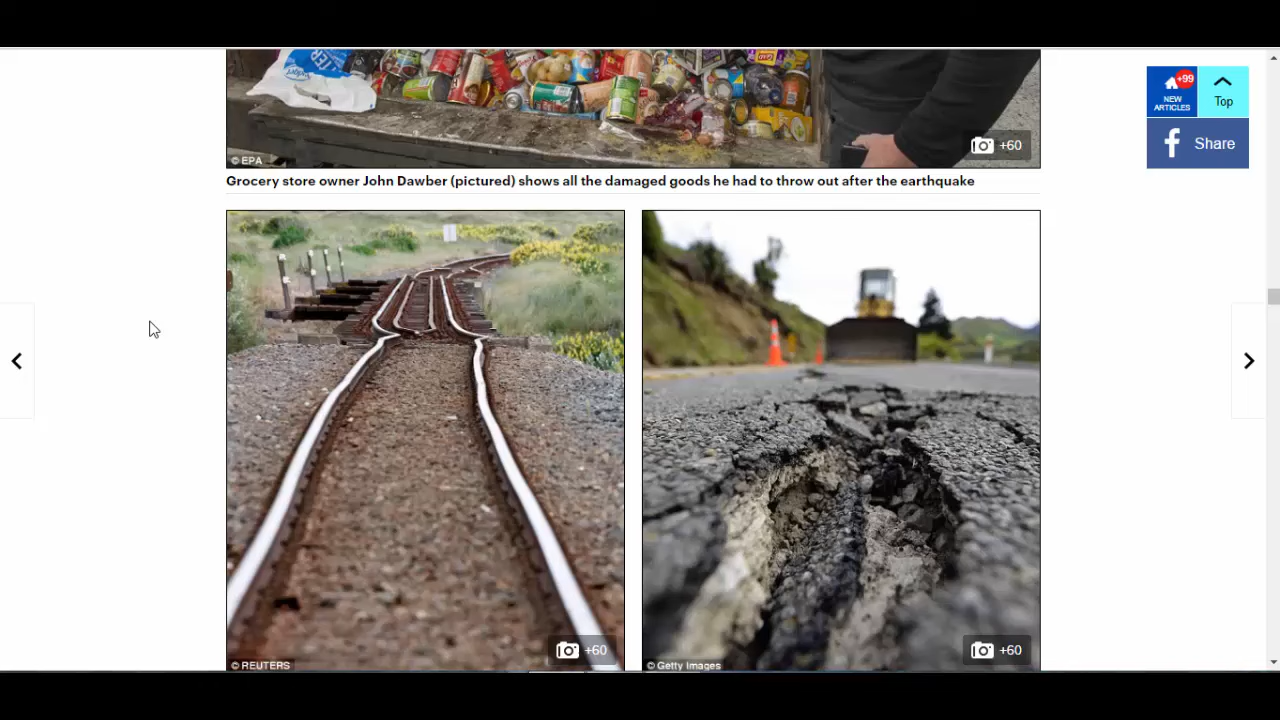 © EPA
+60
Grocery store owner John Dawber (pictured) shows all the damaged goods he had to throw out after the earthquake
+99
NEW
ARTICLES
Top
Share
© REUTERS
+60
© Getty Images
+60